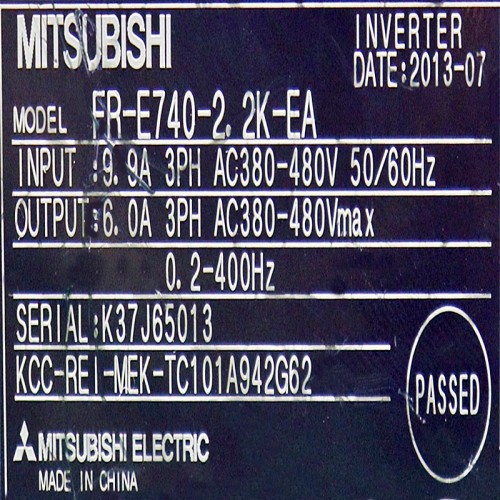 MITSUBISHI
INVERTER
DATE:2013-07
MODEL FR-E740-2.2K-EA
INPUT :9.9A 3PH AC380-480V 50/60Hz
OUTPUT:6.0A 3PH AC380-480Vmax
0.2-400Hz
SERIAL:K37J65013
KCC-REI-MEK-TC101A942G62
PASSED
MITSUBISHI ELECTRIC
MADE IN CHINA